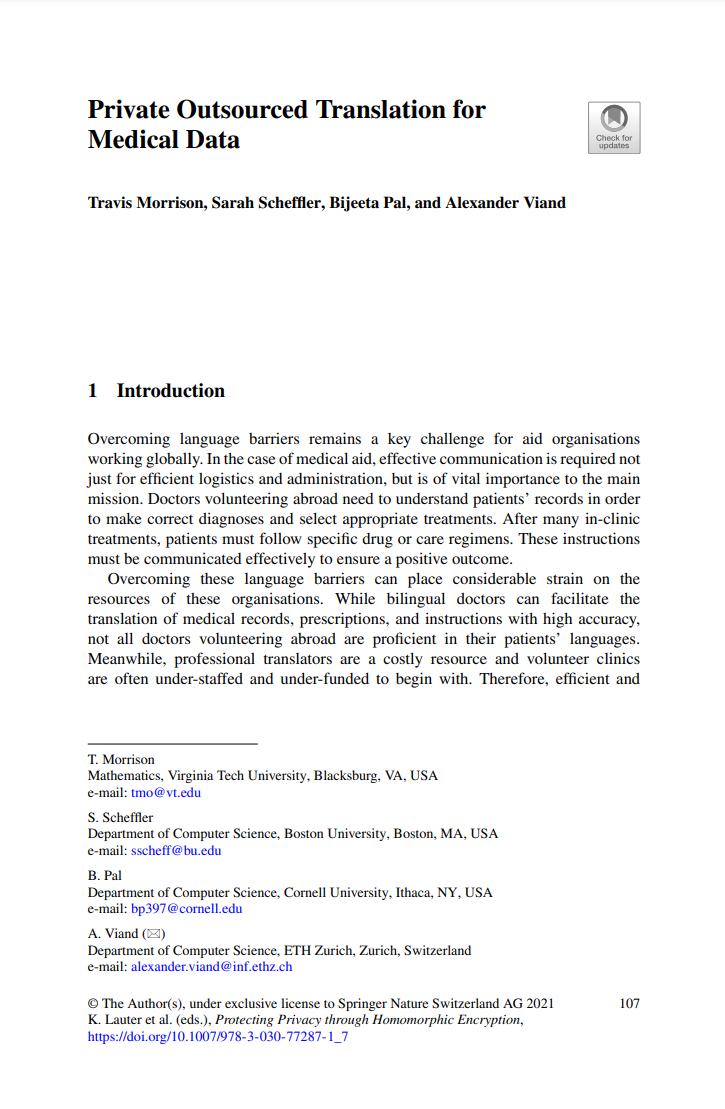 Private Outsourced Translation for
Medical Data
Check for
updates
Travis Morrison, Sarah Scheffler, Bijeeta Pal, and Alexander Viand
1 Introduction
Overcoming language barriers remains a key challenge for aid organisations
working globally. In the case of medical aid, effective communication is required not
just for efficient logistics and administration, but is of vital importance to the main
mission. Doctors volunteering abroad need to understand patients’ records in order
to make correct diagnoses and select appropriate treatments. After many in-clinic
treatments, patients must follow specific drug or care regimens. These instructions
must be communicated effectively to ensure a positive outcome.
Overcoming these language barriers can place considerable strain on the
resources of these organisations. While bilingual doctors can facilitate the
translation of medical records, prescriptions, and instructions with high accuracy,
not all doctors volunteering abroad are proficient in their patients’ languages.
Meanwhile, professional translators are a costly resource and volunteer clinics
are often under-staffed and under-funded to begin with. Therefore, efficient and
T. Morrison
Mathematics, Virginia Tech University, Blacksburg, VA, USA
e-mail: tmo@vt.edu
S. Scheffler
Department of Computer Science, Boston University, Boston, MA, USA
e-mail: sscheff@bu.edu
B. Pal
Department of Computer Science, Cornell University, Ithaca, NY, USA
e-mail: bp397@cornell.edu
A. Viand (✉)
Department of Computer Science, ETH Zurich, Zurich, Switzerland
e-mail: alexander.viand@inf.ethz.ch
© The Author(s), under exclusive license to Springer Nature Switzerland AG 2021 107
K. Lauter et al. (eds.), Protecting Privacy through Homomorphic Encryption,
https://doi.org/10.1007/978-3-030-77287-1_7